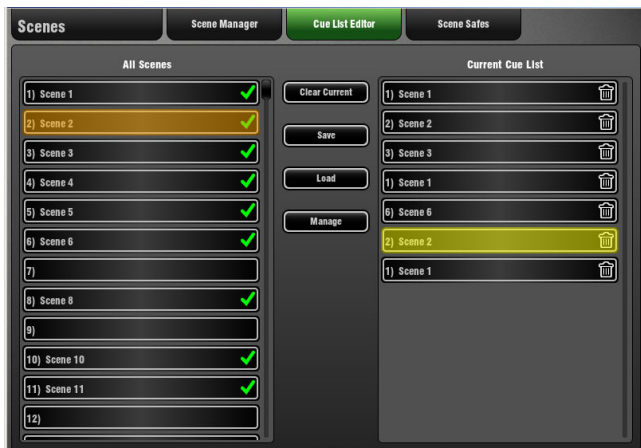 Scenes
Scene Manager
Cue List Editor
Scene Safes
All Scenes
1) Scene 1
2) Scene 2
3) Scene 3
4) Scene 4
5) Scene 5
6) Scene 6
7)
8) Scene 8
9)
10) Scene 10
11) Scene 11
12)
Clear Current
Save
Load
Manage
Current Cue List
1) Scene 1
2) Scene 2
3) Scene 3
1) Scene 1
6) Scene 6
2) Scene 2
1) Scene 1